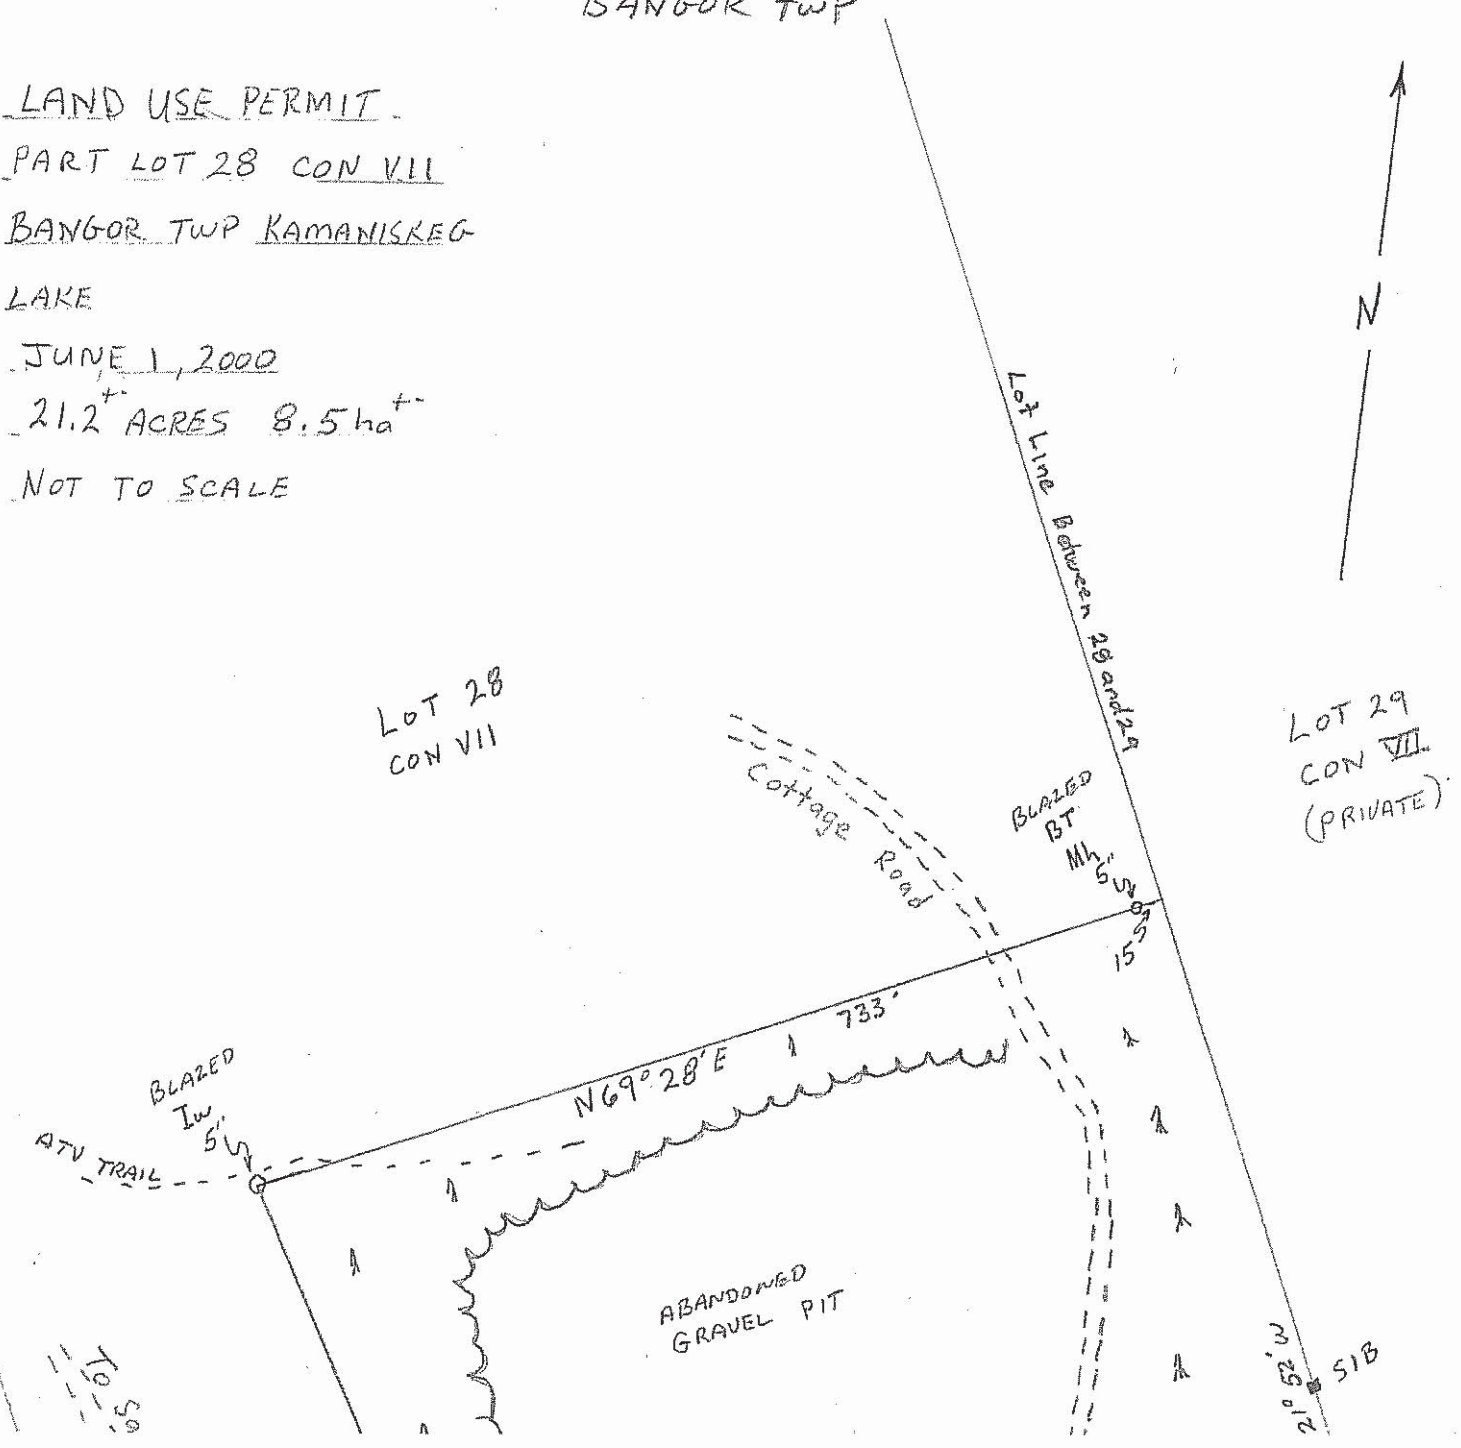 BANGOR TWP
LAND USE PERMIT
PART LOT 28 CON VII
BANGOR TWP KAMANISKEG
LAKE
JUNE 1, 2000
21.2 +- ACRES 8.5 ha +-
NOT TO SCALE
N
Lot Line Between 28 and 29
LOT 28
CON VII
LOT 29
CON VII
(PRIVATE)
Cottage Road
BLAZED
BT
Mh
5'
15'
733'
N69° 28' E
BLAZED
Iw
5'
ATV TRAIL
ABANDONED
GRAVEL PIT
TO
21° 52' W
SIB